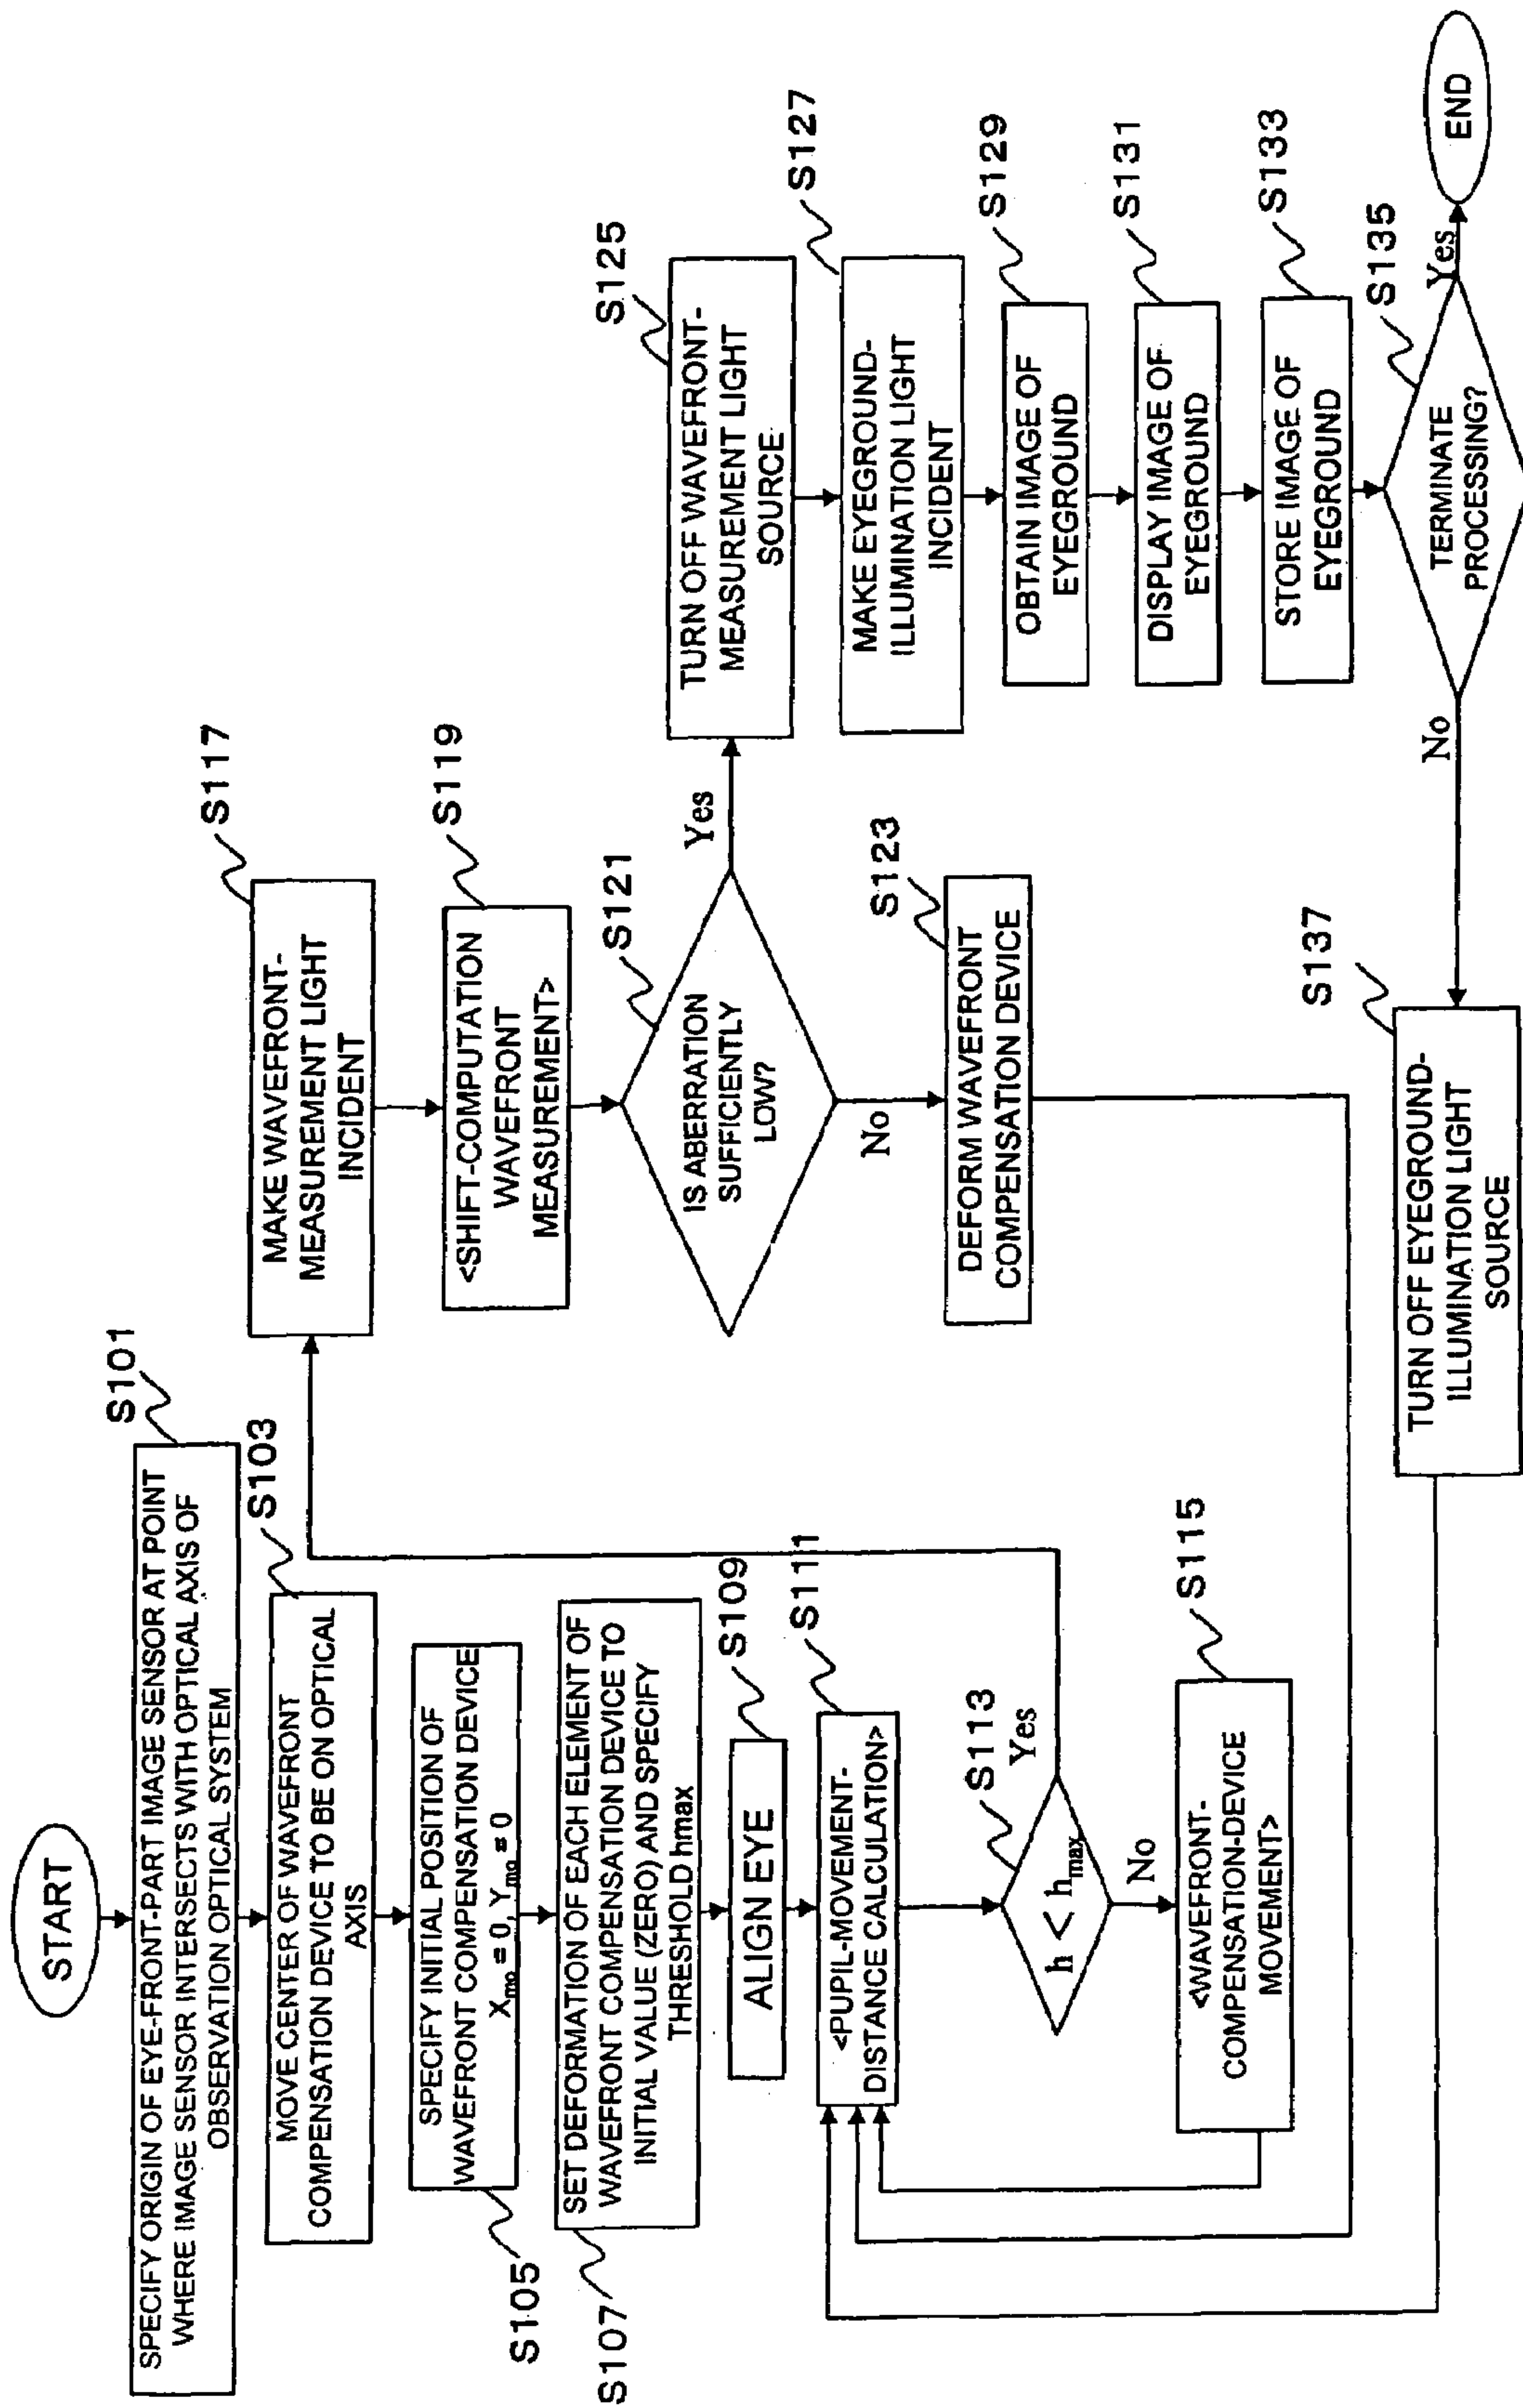 START
S101
SPECIFY ORIGIN OF EYE-FRONT-PART IMAGE SENSOR AT POINT
WHERE IMAGE SENSOR INTERSECTS WITH OPTICAL AXIS OF
OBSERVATION OPTICAL SYSTEM
S103
MOVE CENTER OF WAVEFRONT
COMPENSATION DEVICE TO BE ON OPTICAL
AXIS
SPECIFY INITIAL POSITION OF
WAVEFRONT COMPENSATION DEVICE
Xmo = 0, Ymo = 0
S105
SET DEFORMATION OF EACH ELEMENT OF
WAVEFRONT COMPENSATION DEVICE TO
INITIAL VALUE (ZERO) AND SPECIFY
THRESHOLD hmax
S107
S109
ALIGN EYE
S111
<PUPIL-MOVEMENT-
DISTANCE CALCULATION>
S113
h < hmax
Yes
No
S115
<WAVEFRONT-
COMPENSATION-DEVICE
MOVEMENT>
S117
MAKE WAVEFRONT-
MEASUREMENT LIGHT
INCIDENT
S119
<SHIFT-COMPUTATION
WAVEFRONT
MEASUREMENT>
S121
IS ABERRATION
SUFFICIENTLY
LOW?
Yes
No
S123
DEFORM WAVEFRONT
COMPENSATION DEVICE
S125
TURN OFF WAVEFRONT-
MEASUREMENT LIGHT
SOURCE
S127
MAKE EYEGROUND-
ILLUMINATION LIGHT
INCIDENT
S129
OBTAIN IMAGE OF
EYEGROUND
S131
DISPLAY IMAGE OF
EYEGROUND
S133
STORE IMAGE OF
EYEGROUND
S135
TERMINATE
PROCESSING?
Yes
END
No
S137
TURN OFF EYEGROUND-
ILLUMINATION LIGHT
SOURCE